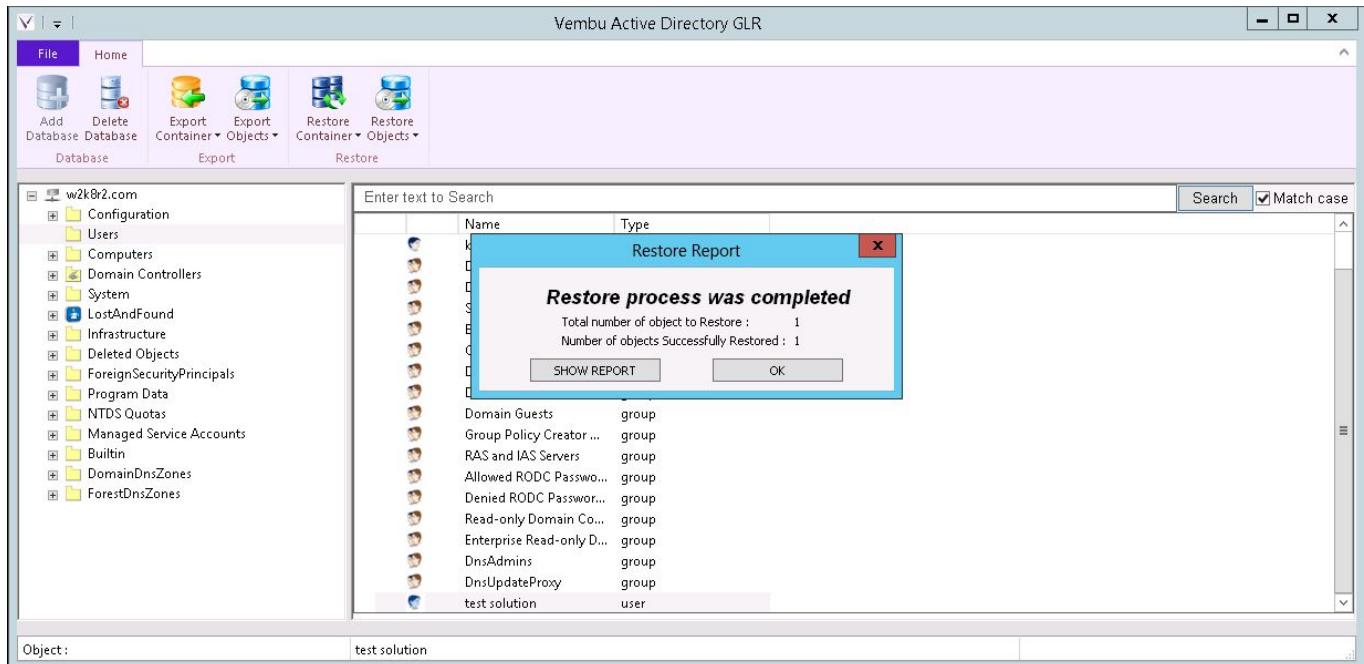 Vembu Active Directory GLR
File Home
Add Database Delete Database Export Container Export Objects Restore Container Restore Objects
Database Export Restore
w2k8r2.com
Configuration
Users
Computers
Domain Controllers
System
LostAndFound
Infrastructure
Deleted Objects
ForeignSecurityPrincipals
Program Data
NTDS Quotas
Managed Service Accounts
Builtin
DomainDnsZones
ForestDnsZones
Enter text to Search Search Match case
Name Type
Restore Report x
Restore process was completed
Total number of object to Restore : 1
Number of objects Successfully Restored : 1
SHOW REPORT OK
Domain Guests group
Group Policy Creator ... group
RAS and IAS Servers group
Allowed RODC Passwo... group
Denied RODC Passwor... group
Read-only Domain Co... group
Enterprise Read-only D... group
DnsAdmins group
DnsUpdateProxy group
test solution user
Object : test solution